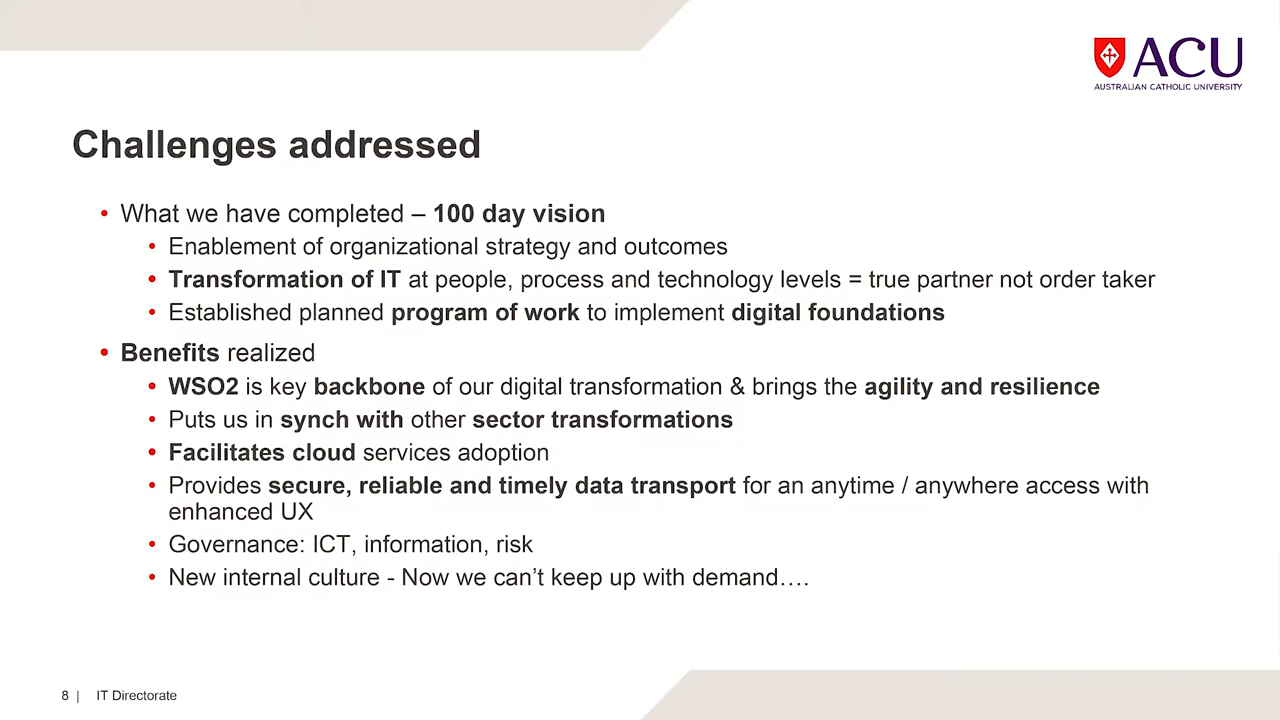 ACU
AUSTRALIAN CATHOLIC UNIVERSITY
Challenges addressed
• What we have completed – 100 day vision
• Enablement of organizational strategy and outcomes
• Transformation of IT at people, process and technology levels = true partner not order taker
• Established planned program of work to implement digital foundations
• Benefits realized
• WSO2 is key backbone of our digital transformation & brings the agility and resilience
• Puts us in synch with other sector transformations
• Facilitates cloud services adoption
• Provides secure, reliable and timely data transport for an anytime / anywhere access with
enhanced UX
• Governance: ICT, information, risk
• New internal culture - Now we can’t keep up with demand….
8 | IT Directorate